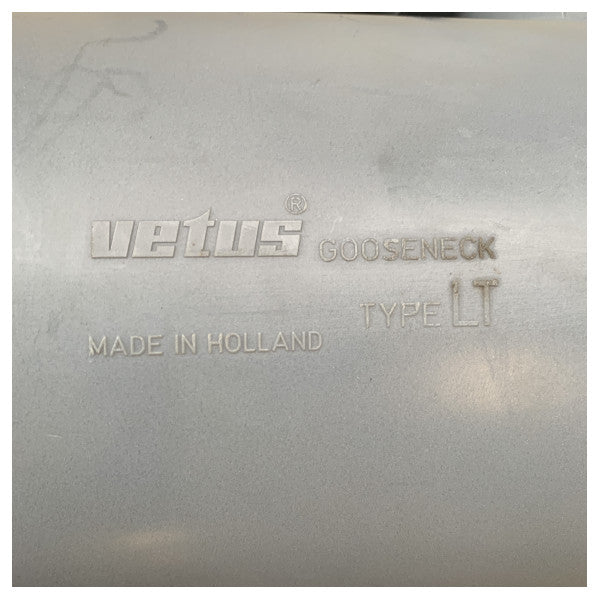 vetus® GOOSENECK
TYPE LT
MADE IN HOLLAND